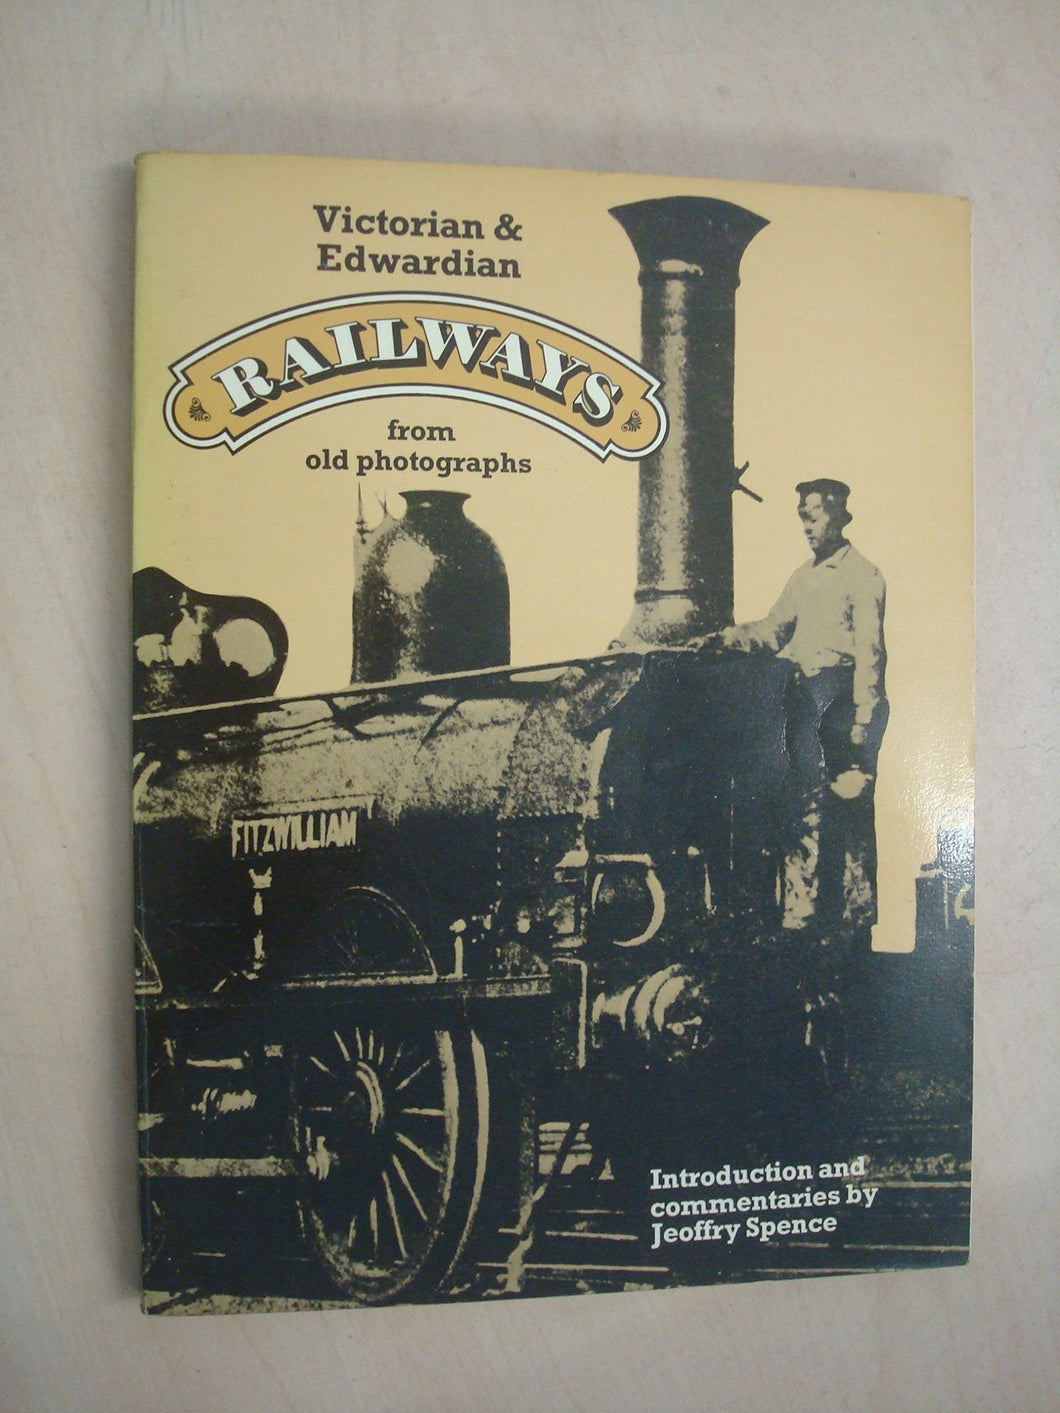 Victorian &
Edwardian
RAILWAYS
from
old photographs
FITZWILLIAM
Introduction and
commentaries by
Jeoffry Spence